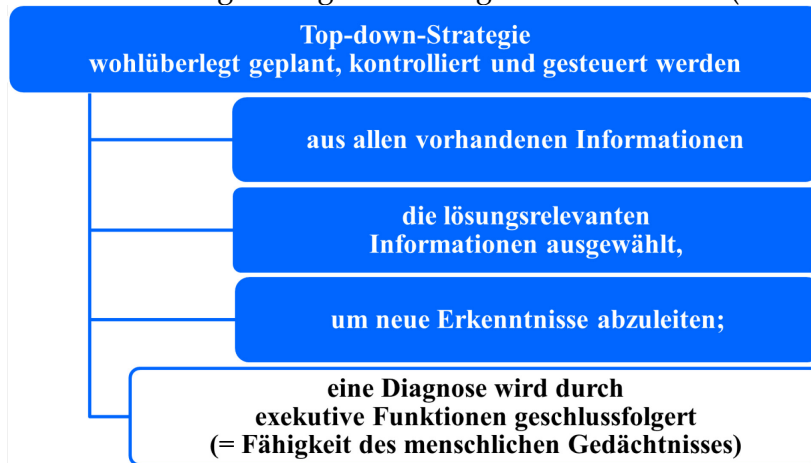 Top-down-Strategie
wohlüberlegt geplant, kontrolliert und gesteuert werden
aus allen vorhandenen Informationen
die lösungsrelevanten
Informationen ausgewählt,
um neue Erkenntnisse abzuleiten;
eine Diagnose wird durch
exekutive Funktionen geschlussfolgert
(= Fähigkeit des menschlichen Gedächtnisses)